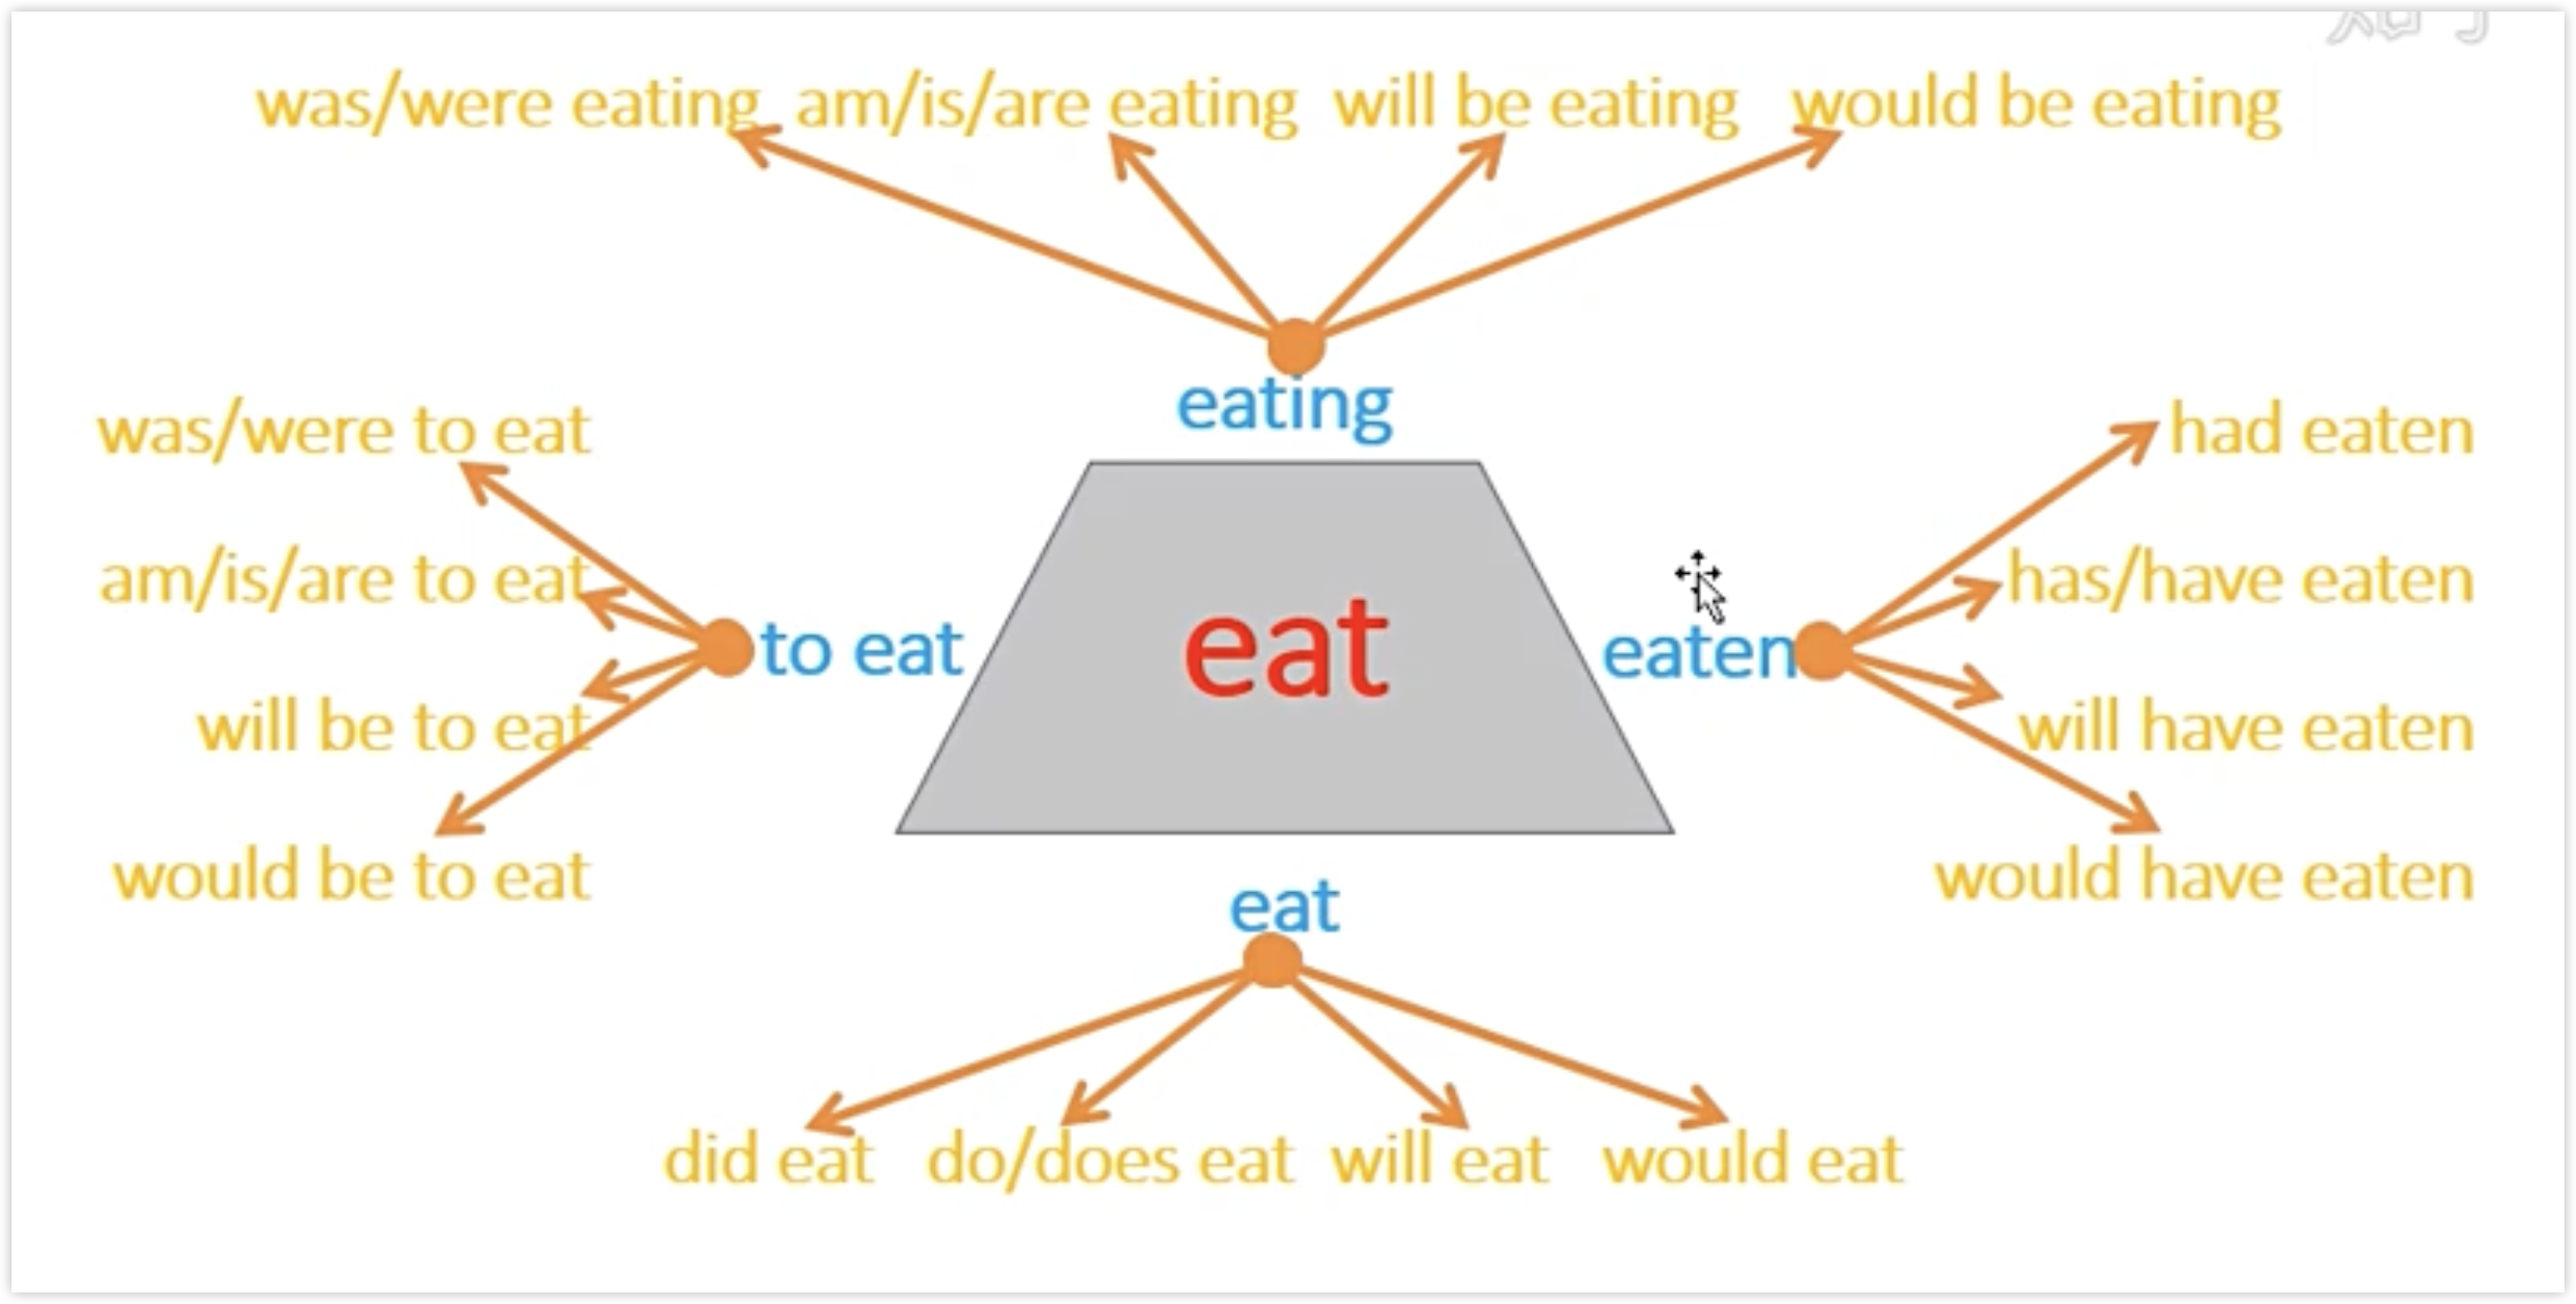 was/were eating am/is/are eating will be eating would be eating
eating
was/were to eat
had eaten
am/is/are to eat
has/have eaten
to eat
eat
eaten
will be to eat
will have eaten
would be to eat
would have eaten
eat
did eat do/does eat will eat would eat